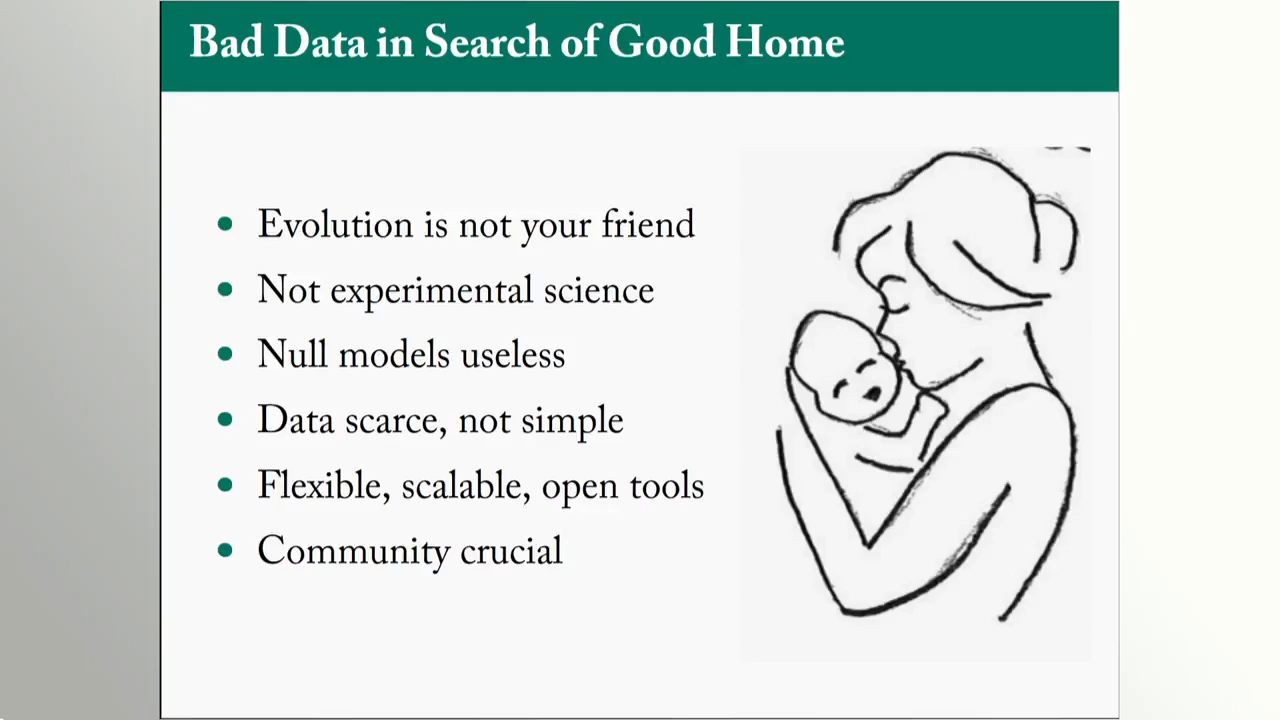 Bad Data in Search of Good Home
Evolution is not your friend
Not experimental science
Null models useless
Data scarce, not simple
Flexible, scalable, open tools
Community crucial